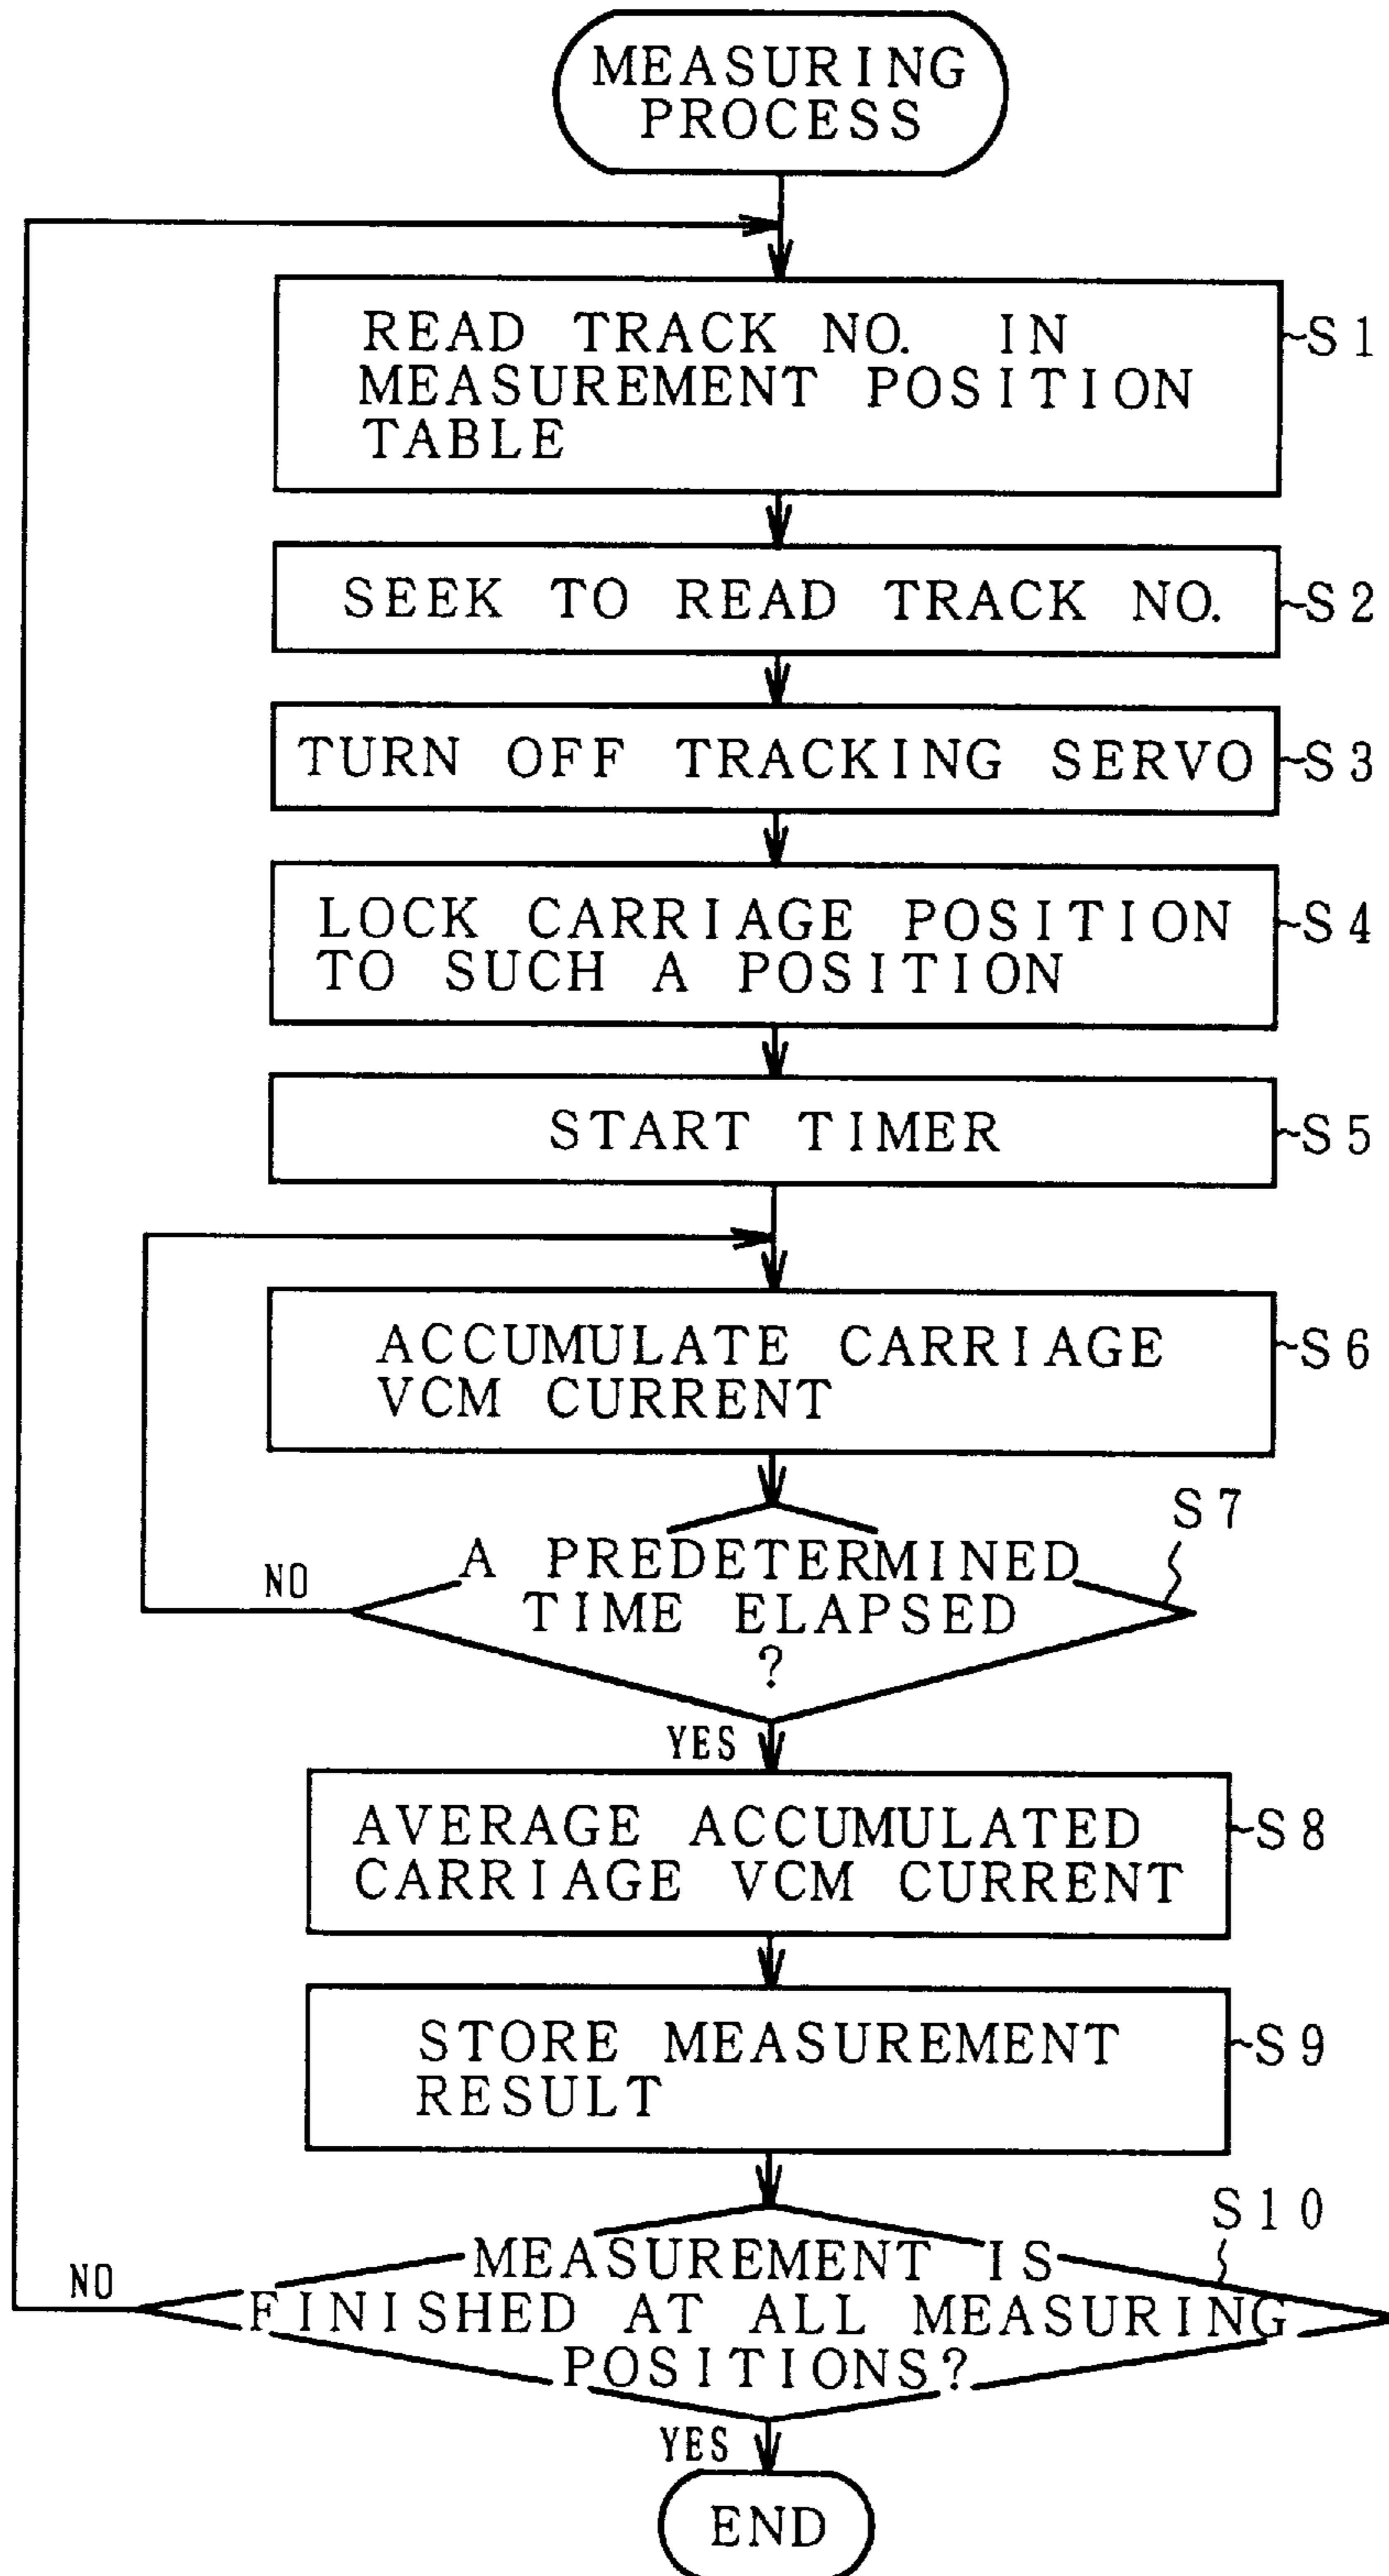 MEASURING
PROCESS
READ TRACK NO. IN
MEASUREMENT POSITION
TABLE
S1
SEEK TO READ TRACK NO.
S2
TURN OFF TRACKING SERVO
S3
LOCK CARRIAGE POSITION
TO SUCH A POSITION
S4
START TIMER
S5
ACCUMULATE CARRIAGE
VCM CURRENT
S6
S7
A PREDETERMINED
TIME ELAPSED
?
NO
YES
AVERAGE ACCUMULATED
CARRIAGE VCM CURRENT
S8
STORE MEASUREMENT
RESULT
S9
S10
MEASUREMENT IS
FINISHED AT ALL MEASURING
POSITIONS?
NO
YES
END